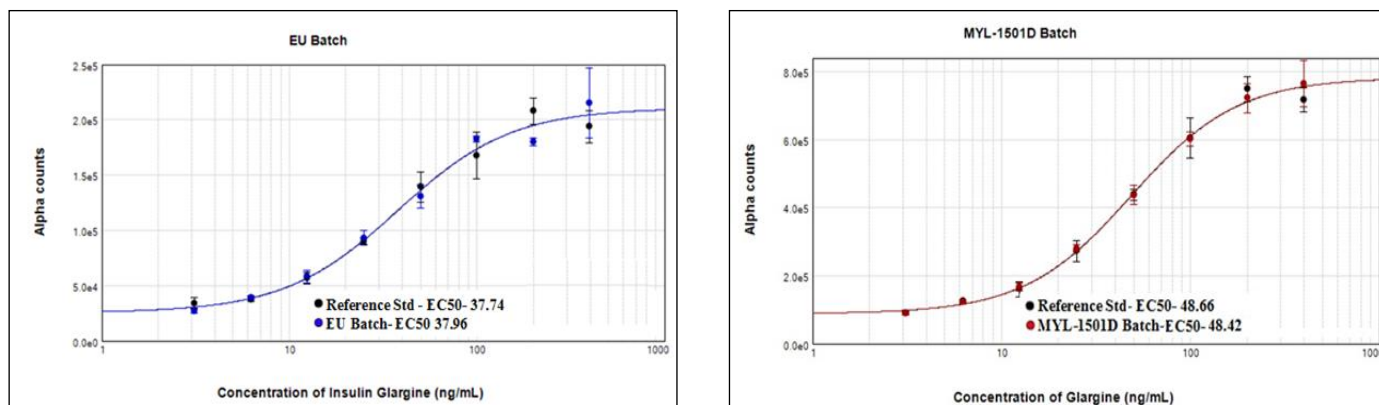 EU Batch
2.5e5
2.0e5
1.5e5
1.0e5
5.0e4
0.0e0
Alpha counts
Reference Std - EC50- 37.74
EU Batch-EC50 37.96
1
10
100
1000
Concentration of Insulin Glargine (ng/mL)
MYL-1501D Batch
8.0e5
6.0e5
4.0e5
2.0e5
0.0e0
Alpha counts
Reference Std- EC50- 48.66
MYL-1501D Batch-EC50- 48.42
1
10
100
Concentration of Glargine (ng/mL)